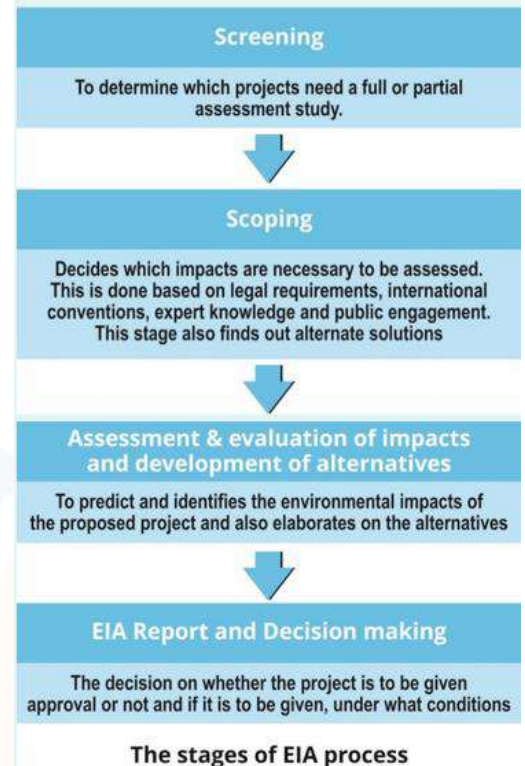 Screening
To determine which projects need a full or partial
assessment study.
Scoping
Decides which impacts are necessary to be assessed.
This is done based on legal requirements, international
conventions, expert knowledge and public engagement.
This stage also finds out alternate solutions
Assessment & evaluation of impacts
and development of alternatives
To predict and identifies the environmental impacts of
the proposed project and also elaborates on the alternatives
EIA Report and Decision making
The decision on whether the project is to be given
approval or not and if it is to be given, under what conditions
The stages of EIA process